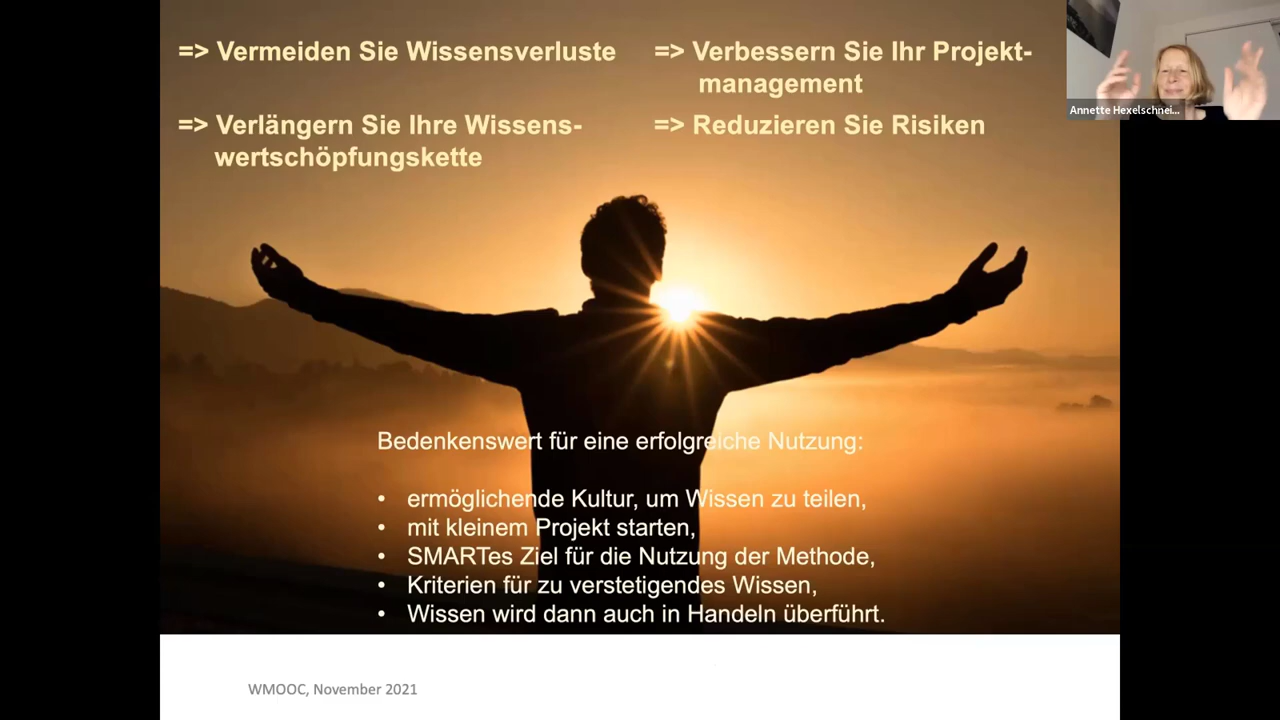 => Vermeiden Sie Wissensverluste
=> Verlängern Sie Ihre Wissens-
wertschöpfungskette
=> Verbessern Sie Ihr Projekt-
management
=> Reduzieren Sie Risiken
Annette Hexelschnei...
Bedenkenswert für eine erfolgreiche Nutzung:
• ermöglichende Kultur, um Wissen zu teilen,
• mit kleinem Projekt starten,
• SMARTes Ziel für die Nutzung der Methode,
• Kriterien für zu verstetigendes Wissen,
• Wissen wird dann auch in Handeln überführt.
WMOOC, November 2021